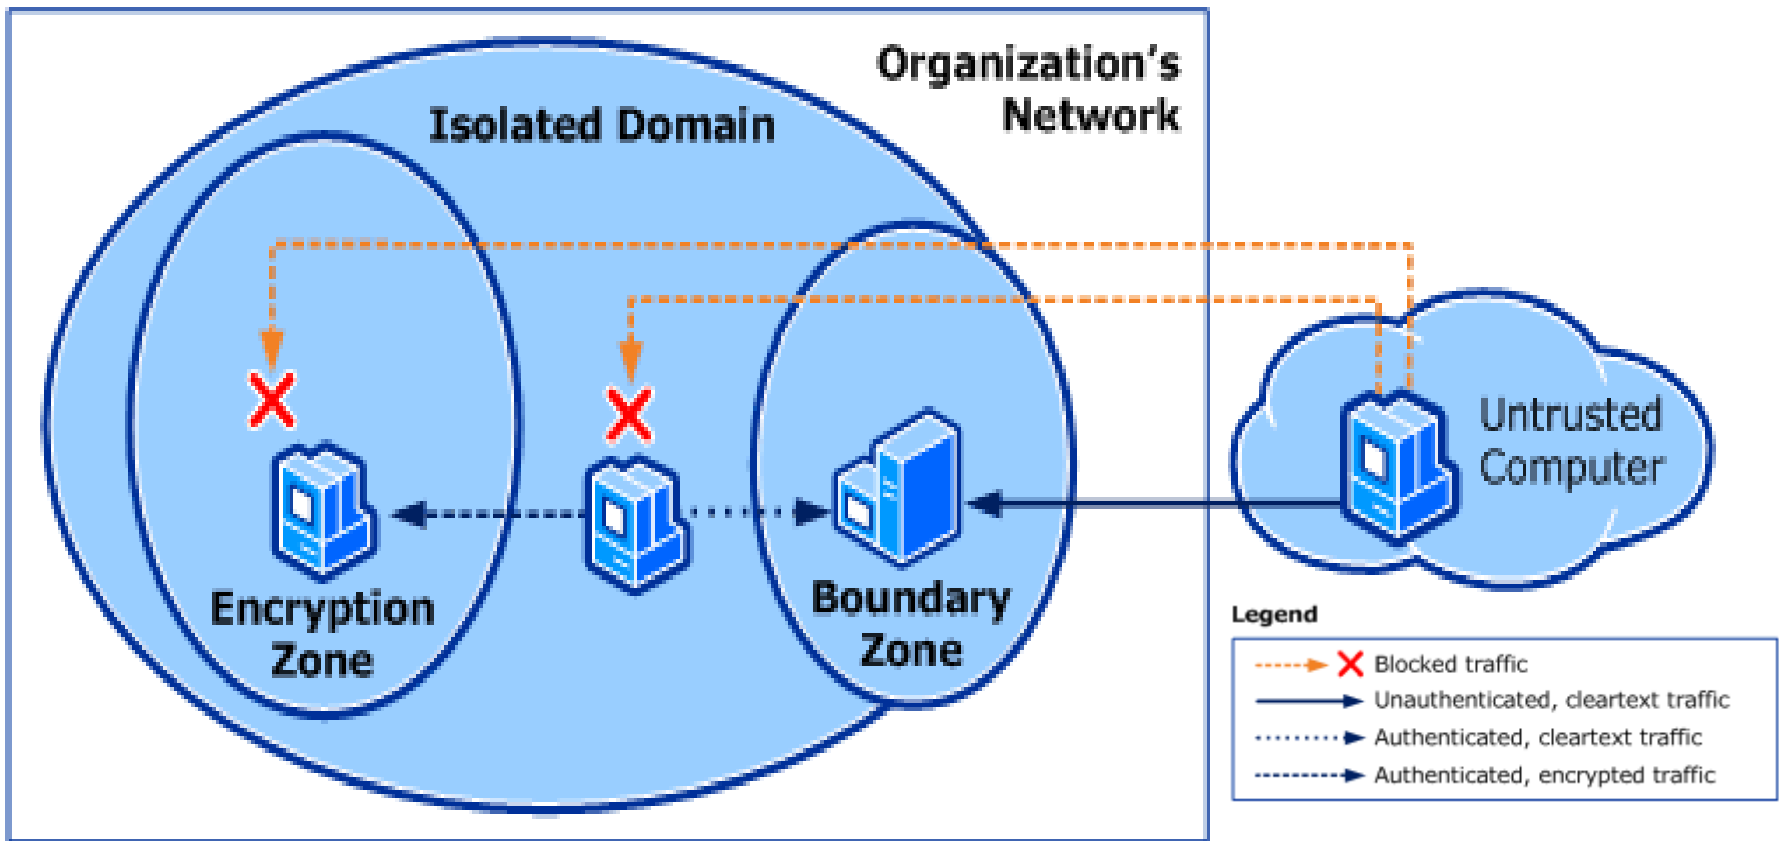 Organization's
Network
Isolated Domain
Encryption
Zone
Boundary
Zone
Untrusted
Computer
Legend
Blocked traffic
Unauthenticated, cleartext traffic
Authenticated, cleartext traffic
Authenticated, encrypted traffic